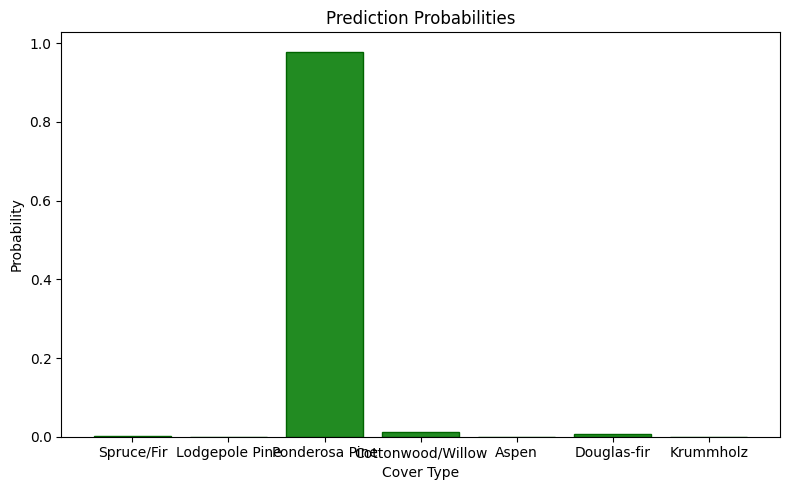 Prediction Probabilities
1.0
0.8
0.6
0.4
0.2
0.0
Probability
Spruce/Fir Lodgepole Pine Ponderosa Pine Cottonwood/Willow Aspen Douglas-fir Krummholz
Cover Type